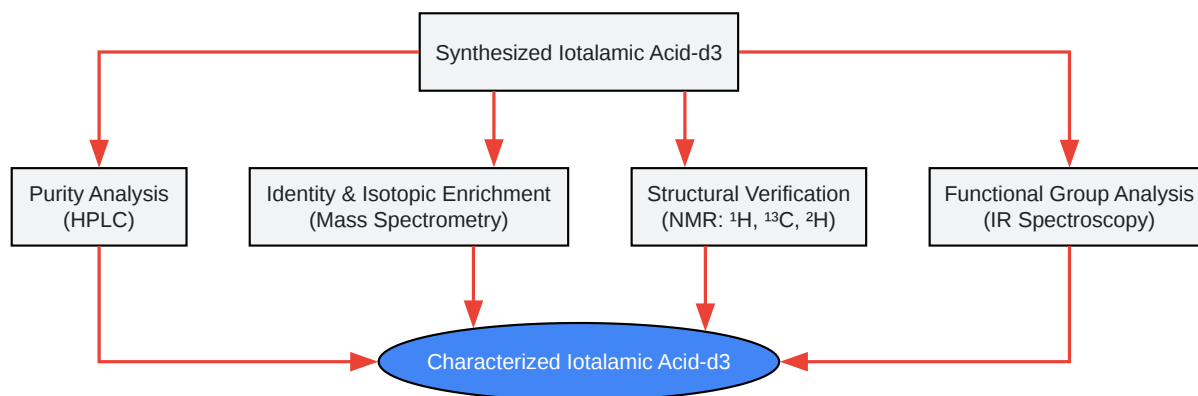 Synthesized Iotalamic Acid-d3
Purity Analysis
(HPLC)
Identity & Isotopic Enrichment
(Mass Spectrometry)
Structural Verification
(NMR: ¹H, ¹³C, ²H)
Functional Group Analysis
(IR Spectroscopy)
Characterized Iotalamic Acid-d3